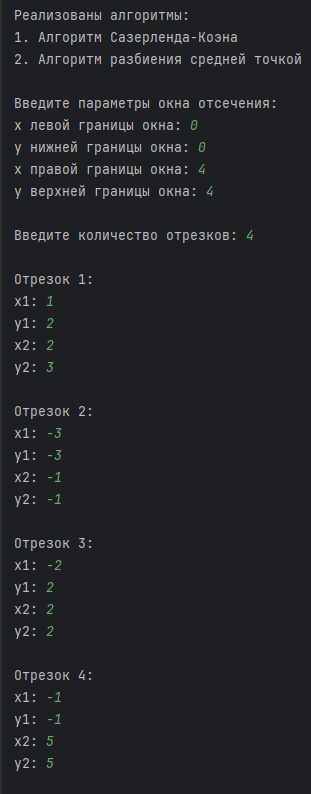 Реализованы алгоритмы:
1. Алгоритм Сазерленда-Коэна
2. Алгоритм разбиения средней точкой
Введите параметры окна отсечения:
x левой границы окна: 0
y нижней границы окна: 0
x правой границы окна: 4
y верхней границы окна: 4
Введите количество отрезков: 4
Отрезок 1:
x1: 1
y1: 2
x2: 2
y2: 3
Отрезок 2:
x1: -3
y1: -3
x2: -1
y2: -1
Отрезок 3:
x1: -2
y1: 2
x2: 2
y2: 2
Отрезок 4:
x1: -1
y1: -1
x2: 5
y2: 5